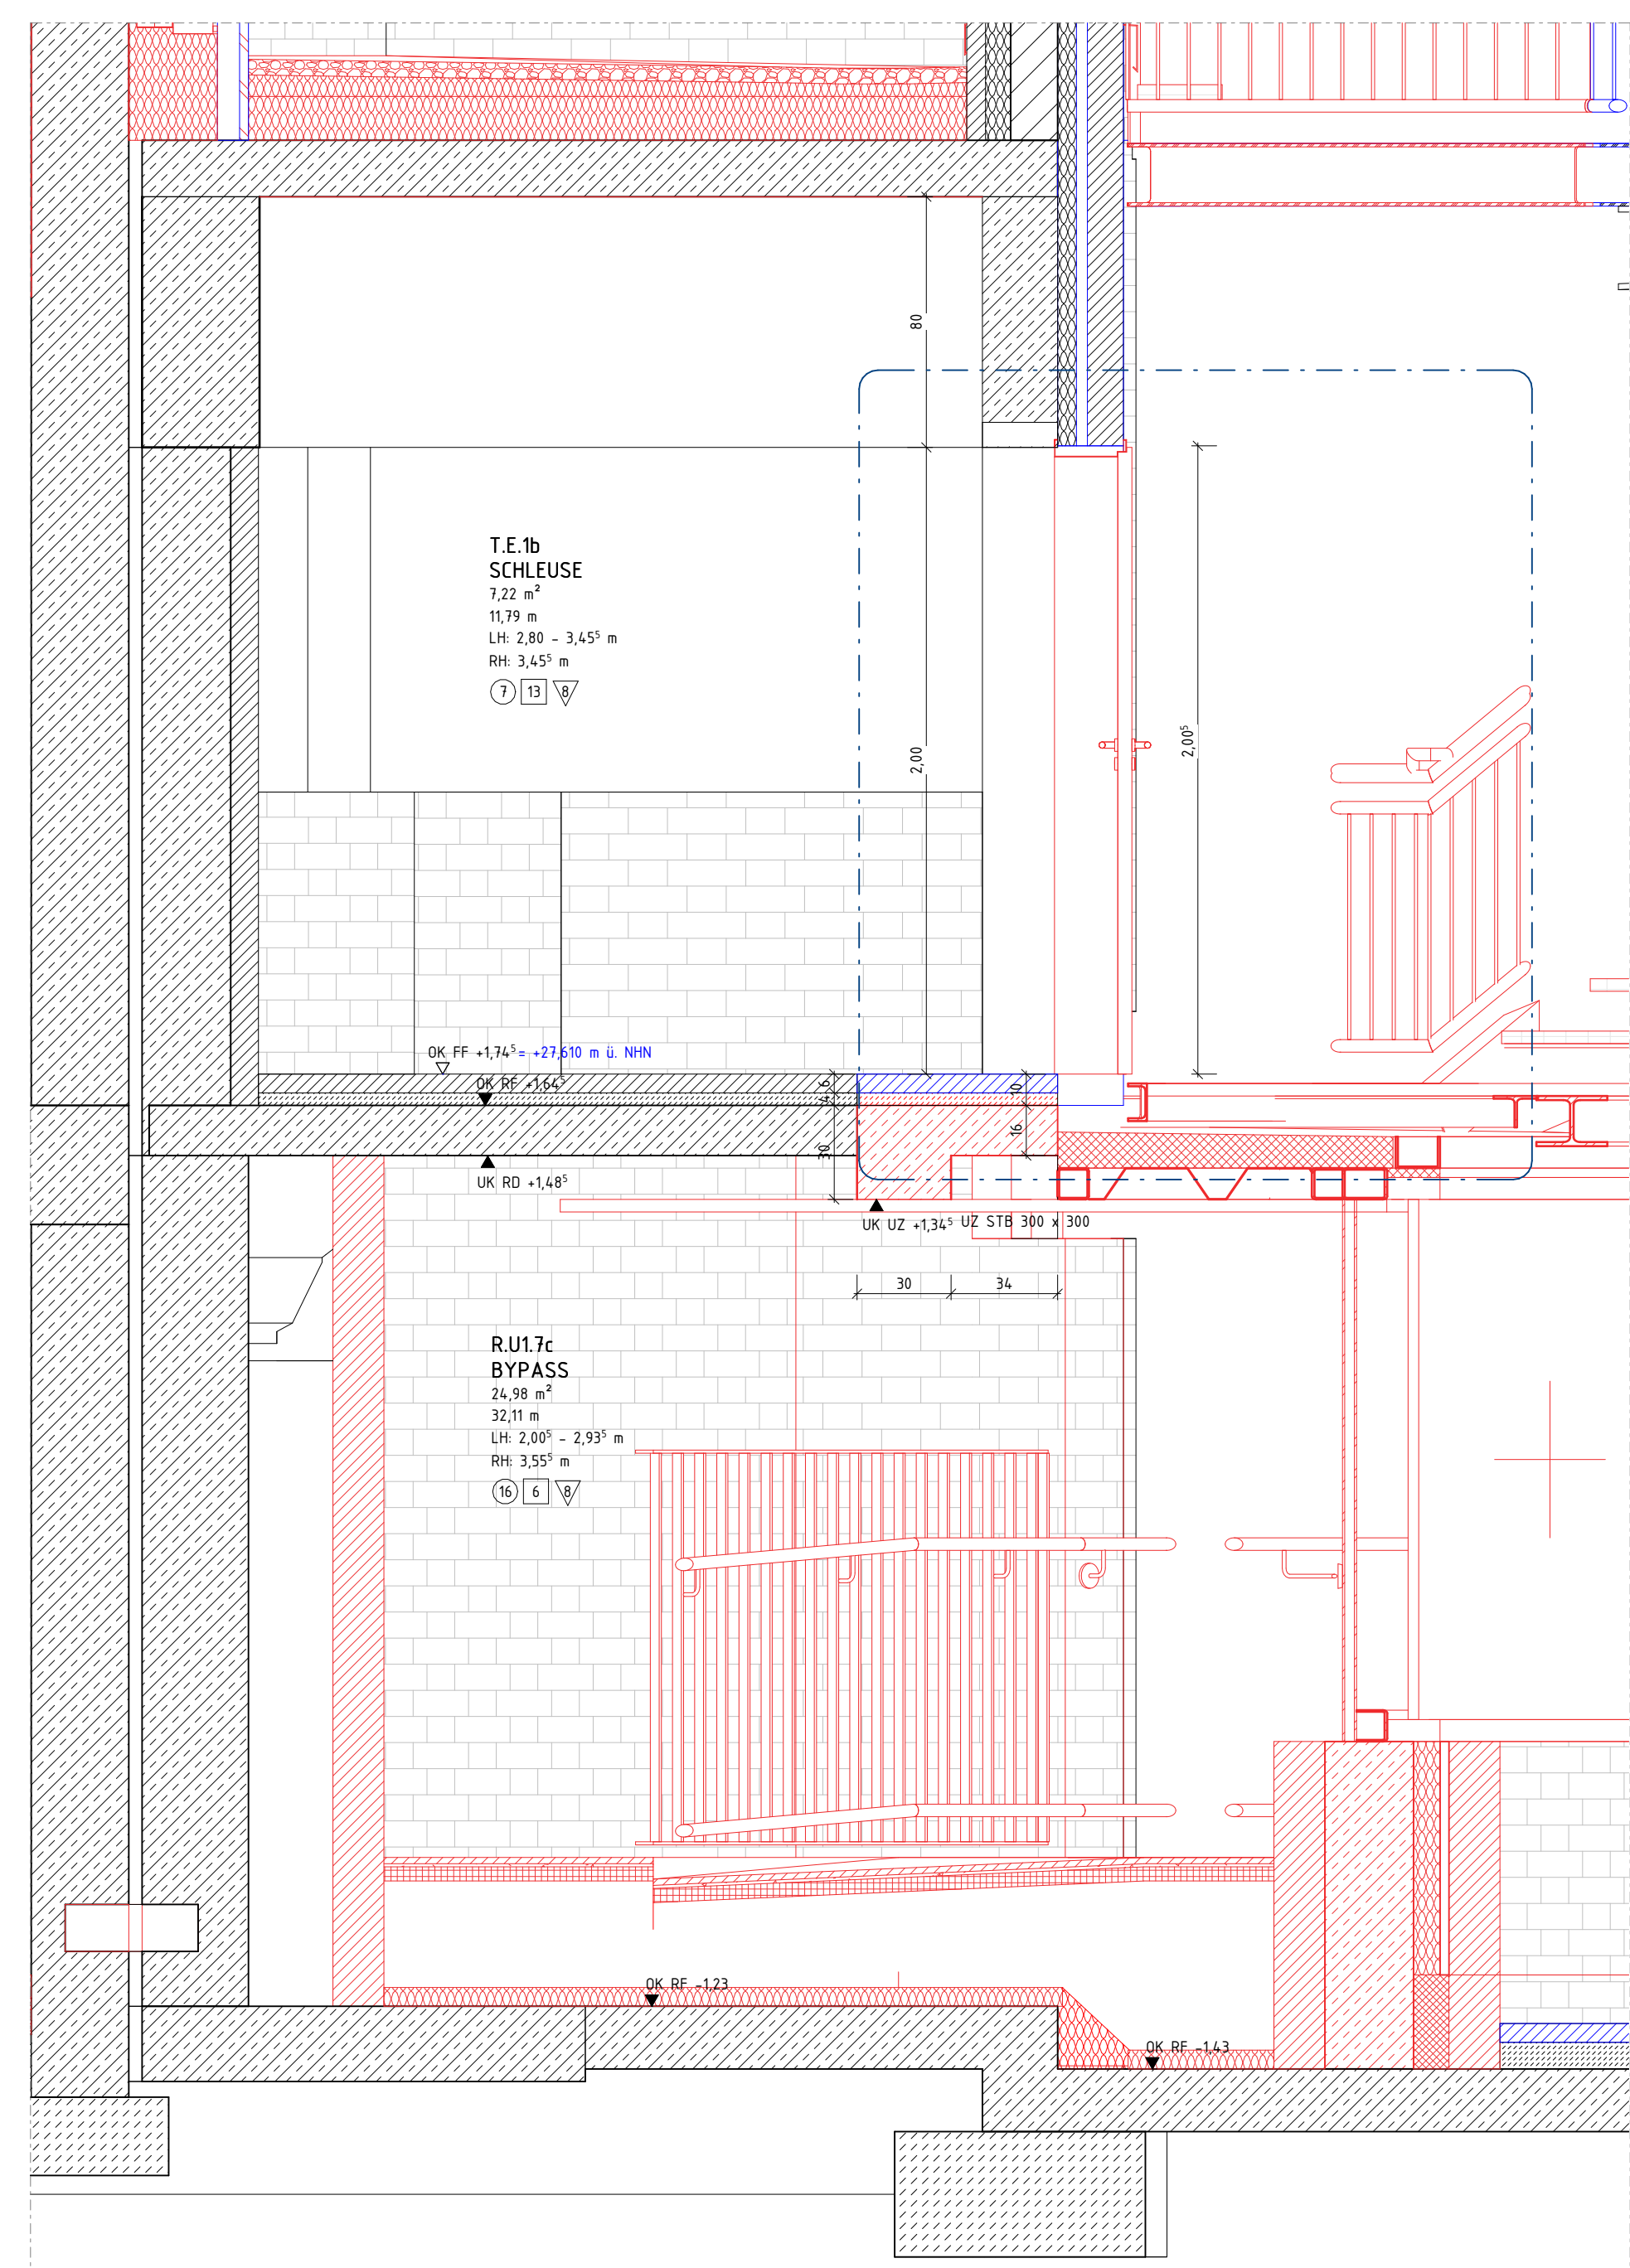 80
T.E.1b
SCHLEUSE
7,22 m²
11,79 m
LH: 2,80 - 3,45⁵ m
RH: 3,45⁵ m
7 13 8
2,00
2,00⁵
OK FF +1,74⁵ = +27,610 m ü. NHN
OK RF +1,64⁵
6
4
10
16
30
UK RD +1,48⁵
UK UZ +1,34⁵ UZ STB 300 x 300
30 34
R.U1.7c
BYPASS
24,98 m²
32,11 m
LH: 2,00⁵ - 2,93⁵ m
RH: 3,55⁵ m
16 6 8
OK RF -1,23
OK RF -1,43